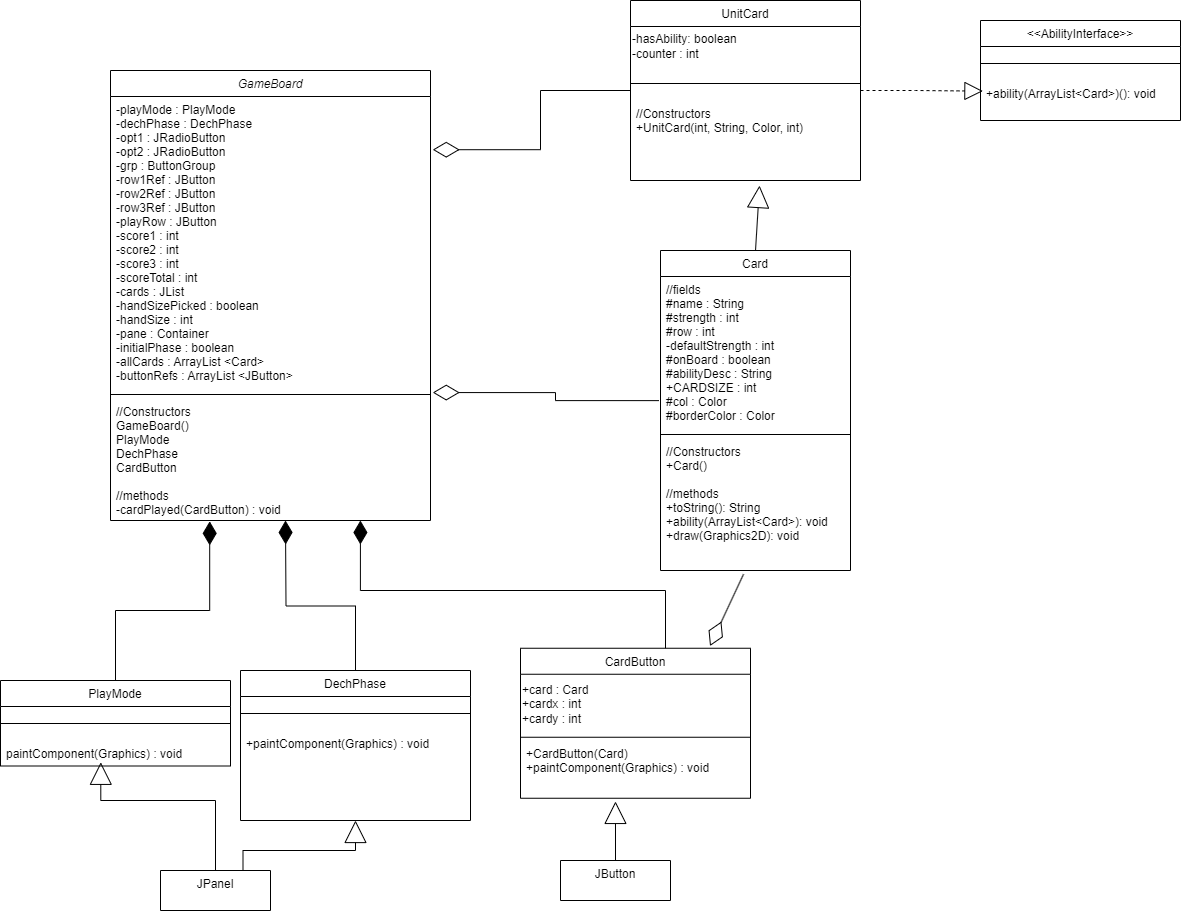 UnitCard
-hasAbility: boolean
-counter : int
//Constructors
+UnitCard(int, String, Color, int)
<<AbilityInterface>>
+ability(ArrayList<Card>)(): void
GameBoard
-playMode : PlayMode
-dechPhase : DechPhase
-opt1 : JRadioButton
-opt2 : JRadioButton
-grp : ButtonGroup
-row1Ref : JButton
-row2Ref : JButton
-row3Ref : JButton
-playRow : JButton
-score1 : int
-score2 : int
-score3 : int
-scoreTotal : int
-cards : JList
-handSizePicked : boolean
-handSize : int
-pane : Container
-initialPhase : boolean
-allCards : ArrayList <Card>
-buttonRefs : ArrayList <JButton>
//Constructors
GameBoard()
PlayMode
DechPhase
CardButton
//methods
-cardPlayed(CardButton) : void
Card
//fields
#name : String
#strength : int
#row : int
-defaultStrength : int
#onBoard : boolean
#abilityDesc : String
+CARDSIZE : int
#col : Color
#borderColor : Color
//Constructors
+Card()
//methods
+toString(): String
+ability(ArrayList<Card>): void
+draw(Graphics2D): void
PlayMode
paintComponent(Graphics) : void
DechPhase
+paintComponent(Graphics) : void
CardButton
+card : Card
+cardx : int
+cardy : int
+CardButton(Card)
+paintComponent(Graphics) : void
JPanel
JButton